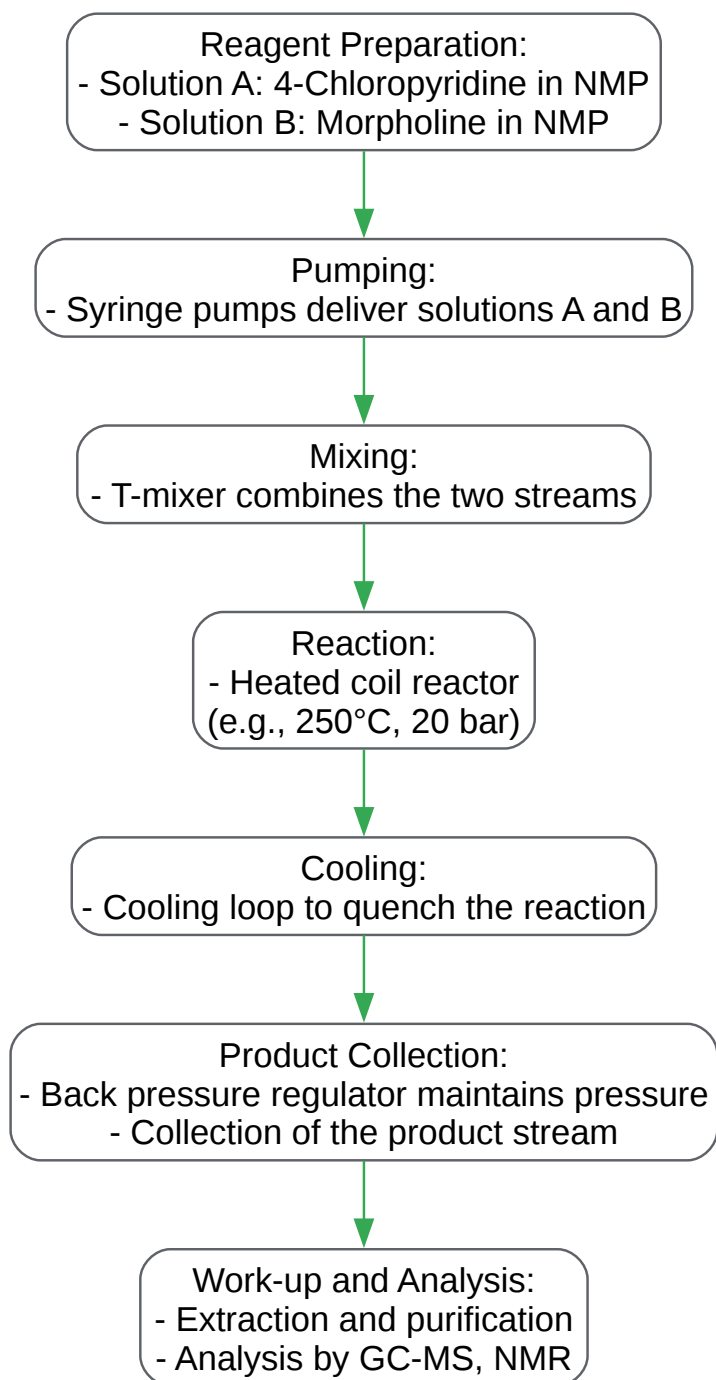 Reagent Preparation:
- Solution A: 4-Chloropyridine in NMP
- Solution B: Morpholine in NMP
Pumping:
- Syringe pumps deliver solutions A and B
Mixing:
- T-mixer combines the two streams
Reaction:
- Heated coil reactor
(e.g., 250°C, 20 bar)
Cooling:
- Cooling loop to quench the reaction
Product Collection:
- Back pressure regulator maintains pressure
- Collection of the product stream
Work-up and Analysis:
- Extraction and purification
- Analysis by GC-MS, NMR